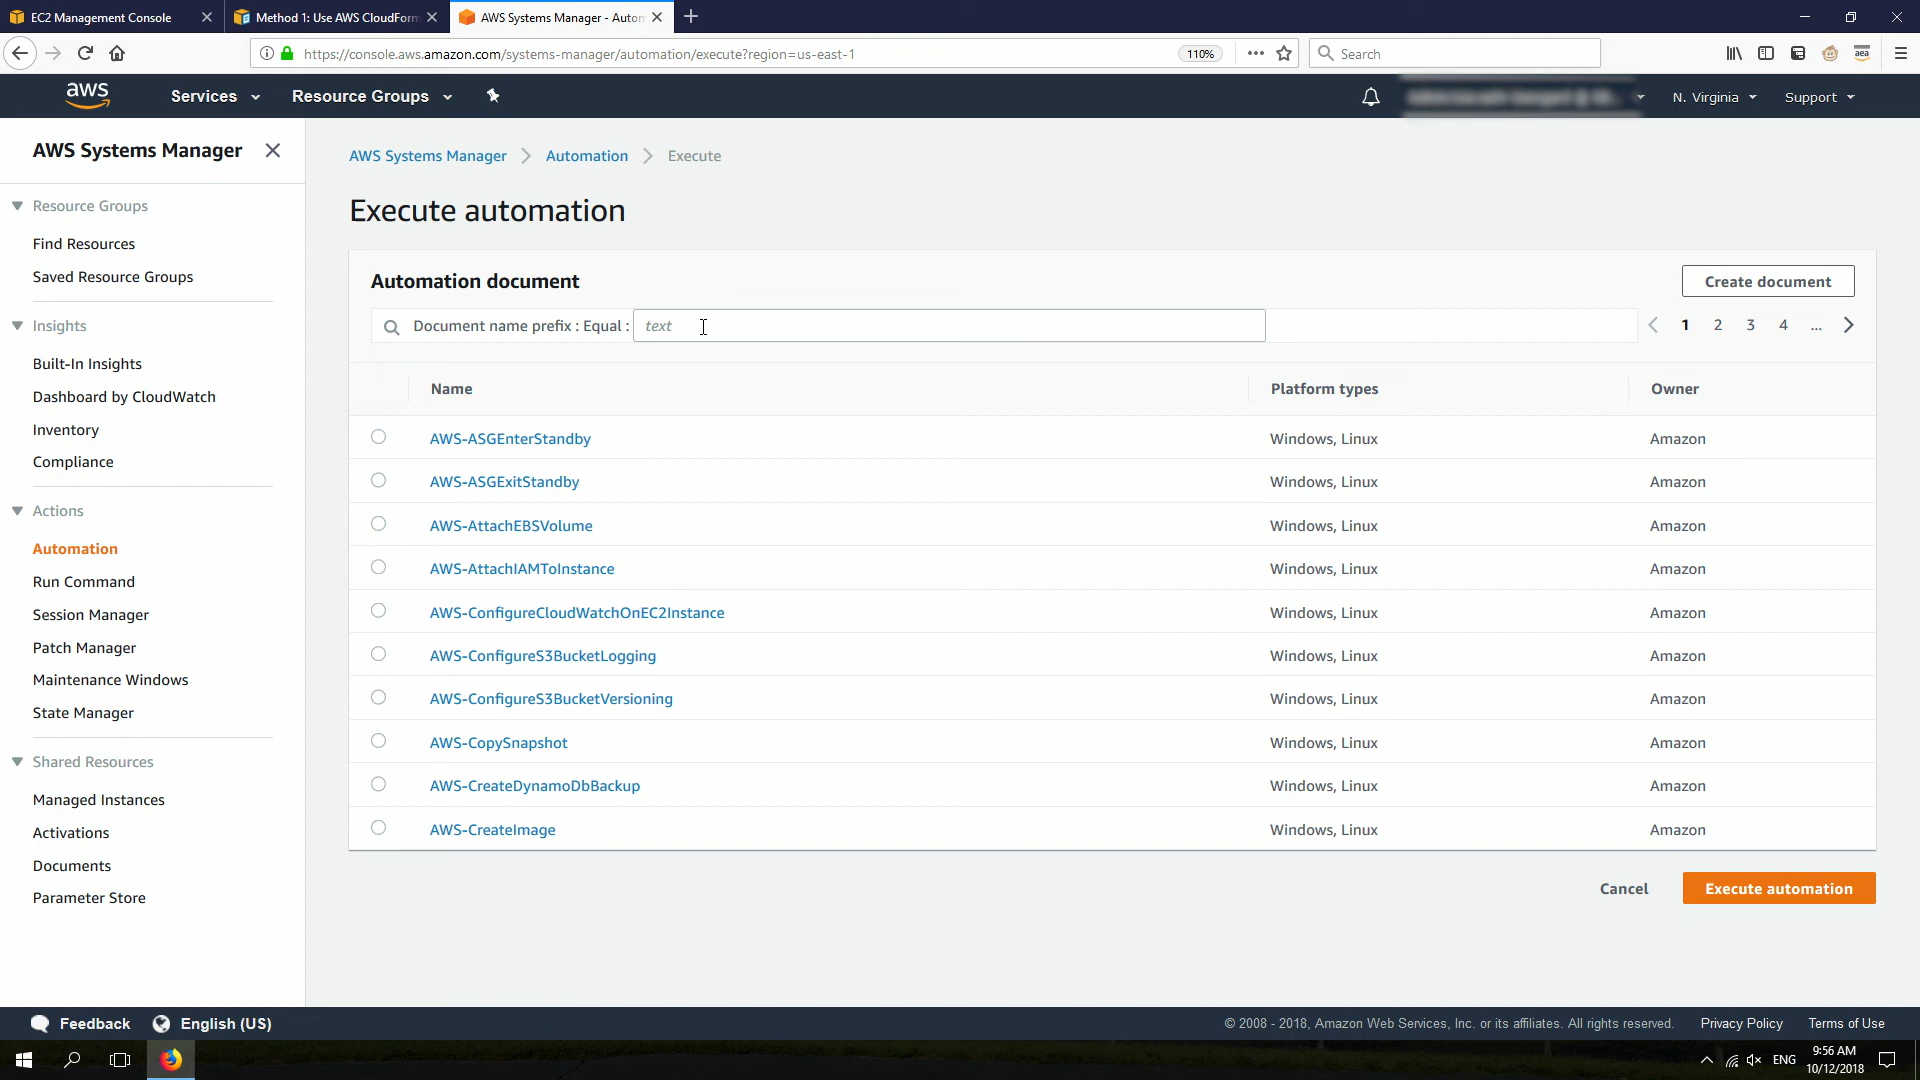 EC2 Management Console
Method 1: Use AWS CloudForm
AWS Systems Manager - Autom
https://console.aws.amazon.com/systems-manager/automation/execute?region=us-east-1
110%
Search
aea
aws
Services
Resource Groups
N. Virginia
Support
AWS Systems Manager
Resource Groups
Find Resources
Saved Resource Groups
Insights
Built-In Insights
Dashboard by CloudWatch
Inventory
Compliance
Actions
Automation
Run Command
Session Manager
Patch Manager
Maintenance Windows
State Manager
Shared Resources
Managed Instances
Activations
Documents
Parameter Store
AWS Systems Manager > Automation > Execute
Execute automation
Automation document
Create document
Document name prefix : Equal : text
1 2 3 4 ...
Name Platform types Owner
AWS-ASGEnterStandby Windows, Linux Amazon
AWS-ASGExitStandby Windows, Linux Amazon
AWS-AttachEBSVolume Windows, Linux Amazon
AWS-AttachIAMToInstance Windows, Linux Amazon
AWS-ConfigureCloudWatchOnEC2Instance Windows, Linux Amazon
AWS-ConfigureS3BucketLogging Windows, Linux Amazon
AWS-ConfigureS3BucketVersioning Windows, Linux Amazon
AWS-CopySnapshot Windows, Linux Amazon
AWS-CreateDynamoDbBackup Windows, Linux Amazon
AWS-CreateImage Windows, Linux Amazon
Cancel
Execute automation
Feedback
English (US)
© 2008 - 2018, Amazon Web Services, Inc. or its affiliates. All rights reserved.
Privacy Policy
Terms of Use
ENG
9:56 AM
10/12/2018